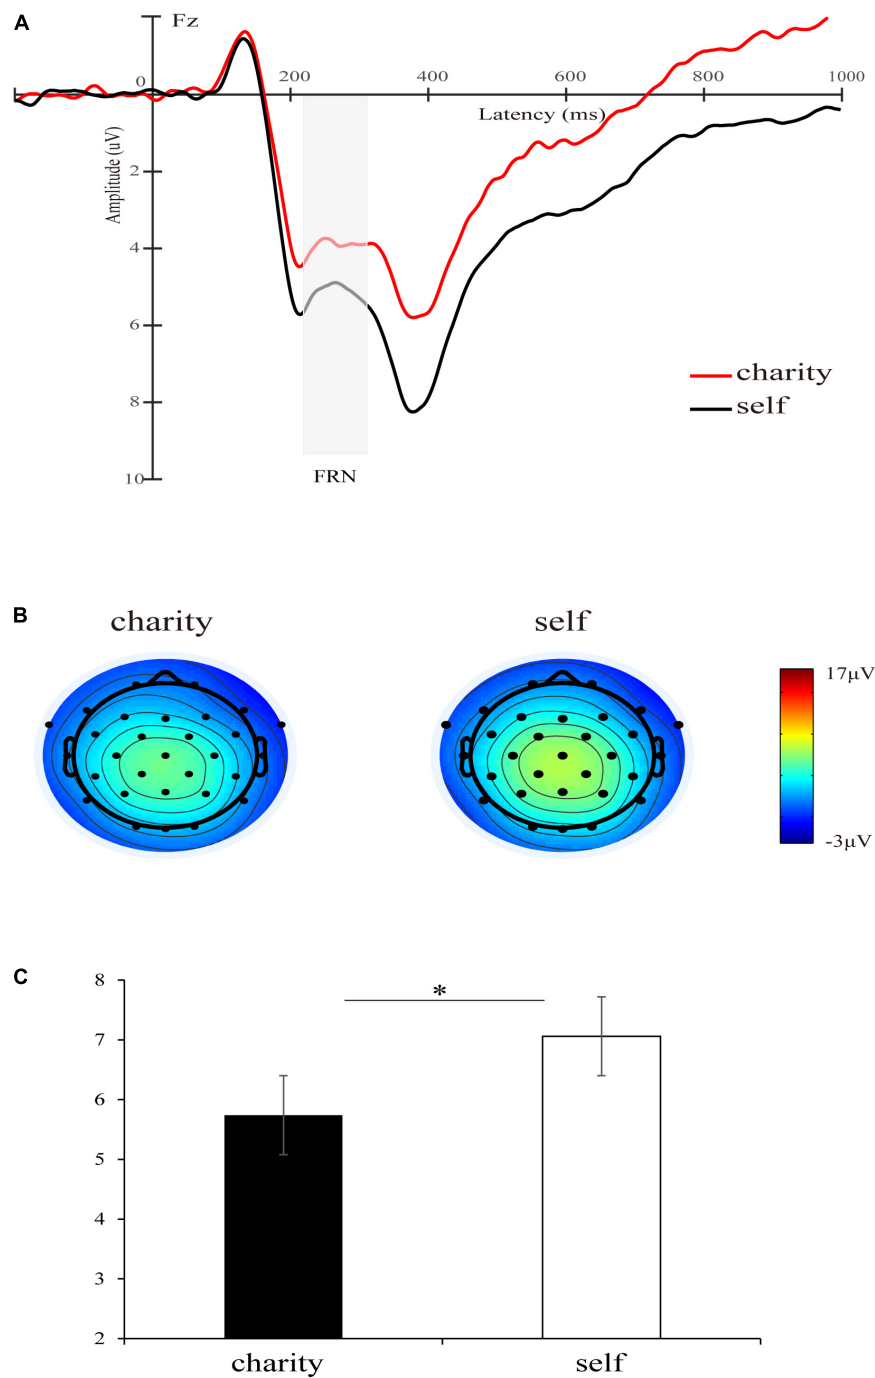 A
Fz
0 200 400 600 800 1000
Latency (ms)
Amplitude (uV)
2
4
6
8
10
charity
self
FRN
B
charity self
17μV
-3μV
C
*
8
7
6
5
4
3
2
charity self